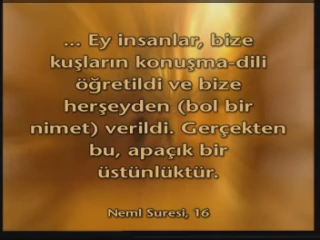 ... Ey insanlar, bize
kuşların konuşma-dili
öğretildi ve bize
herşeyden (bol bir
nimet) verildi. Gerçekten
bu, apaçık bir
üstünlüktür.
Neml Suresi, 16